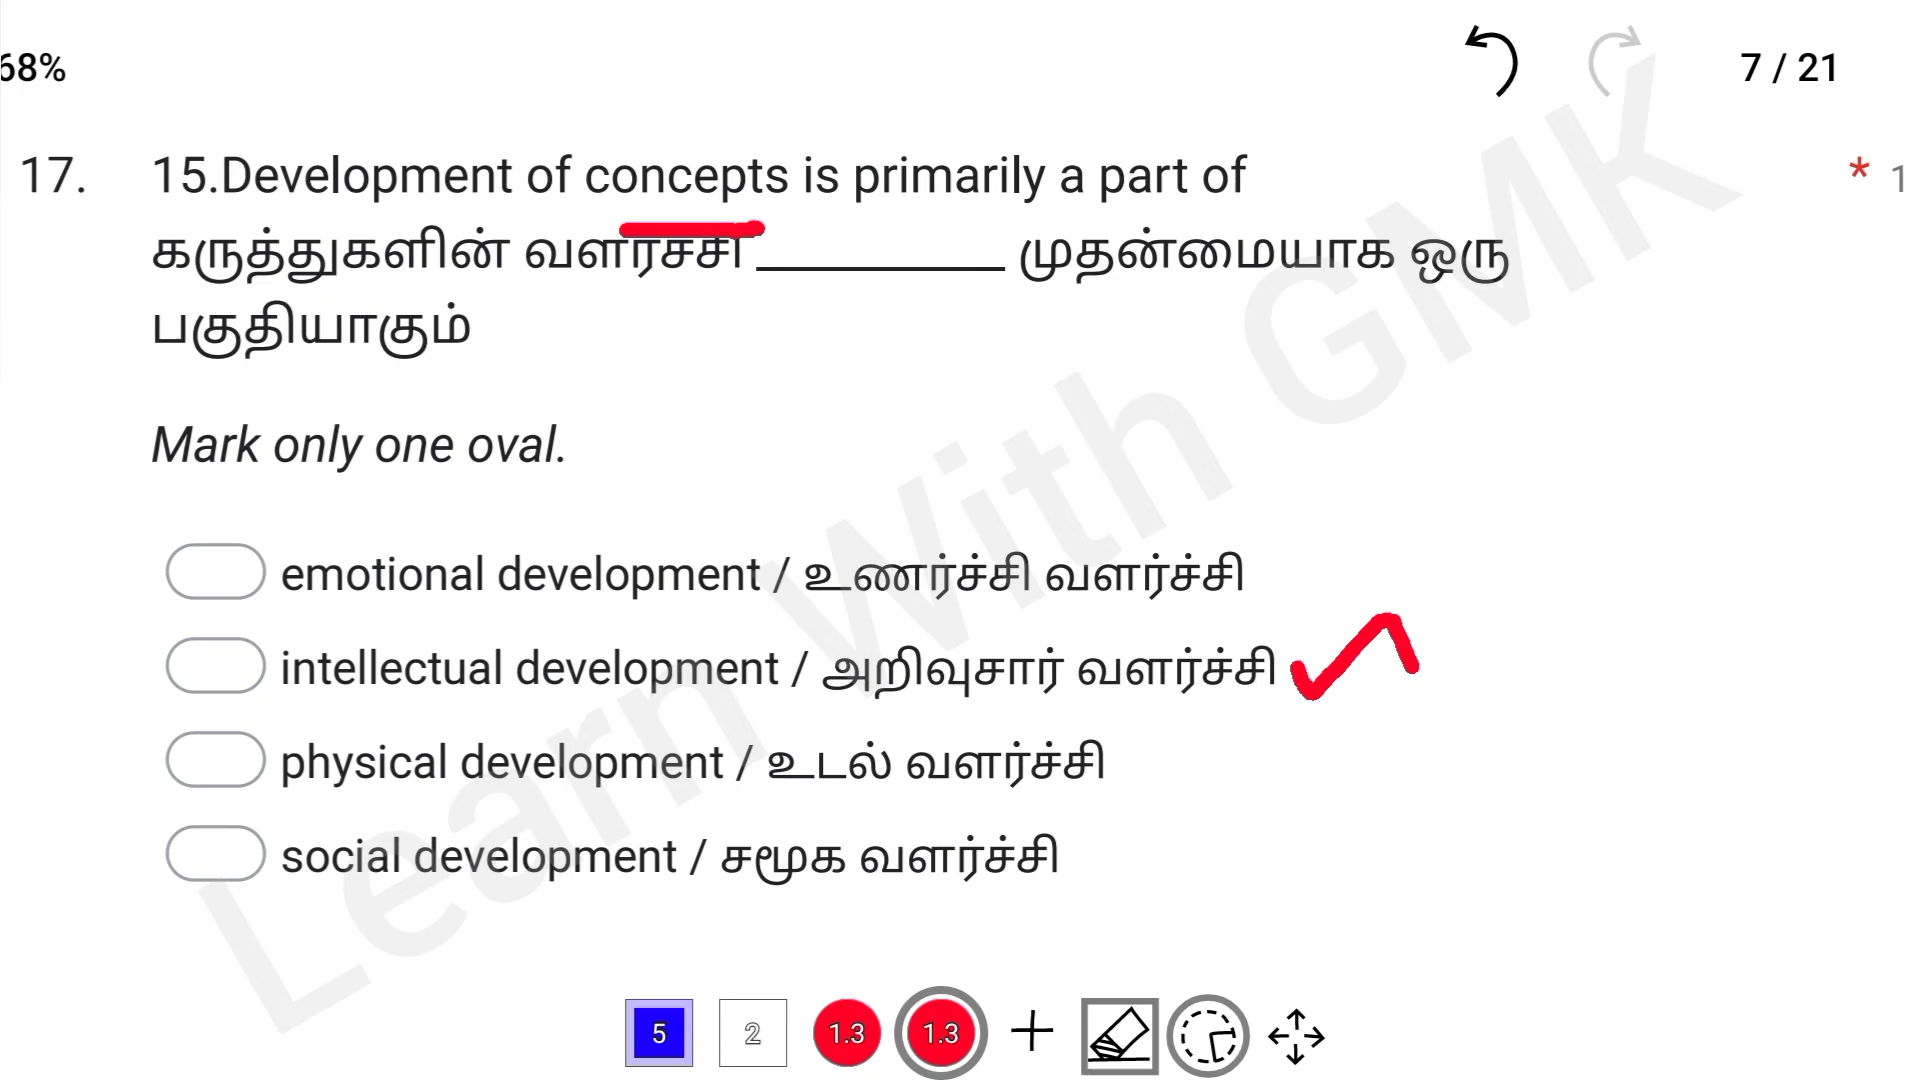 68%
7 / 21
17. 15.Development of concepts is primarily a part of * 1
கருத்துகளின் வளர்ச்சி __________ முதன்மையாக ஒரு
பகுதியாகும்
Mark only one oval.
emotional development / உணர்ச்சி வளர்ச்சி
intellectual development / அறிவுசார் வளர்ச்சி
physical development / உடல் வளர்ச்சி
social development / சமூக வளர்ச்சி
Learn With GMK
5 2 1.3 1.3